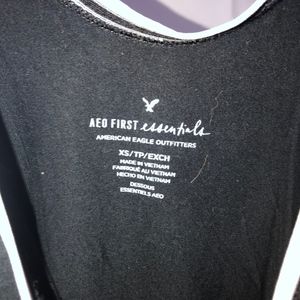 AEO FIRST essentials
AMERICAN EAGLE OUTFITTERS
XS/TP/EXCH
MADE IN VIETNAM
FABRIQUÉ AU VIETNAM
HECHO EN VIETNAM
DESSOUS
ESSENTIELS AEO